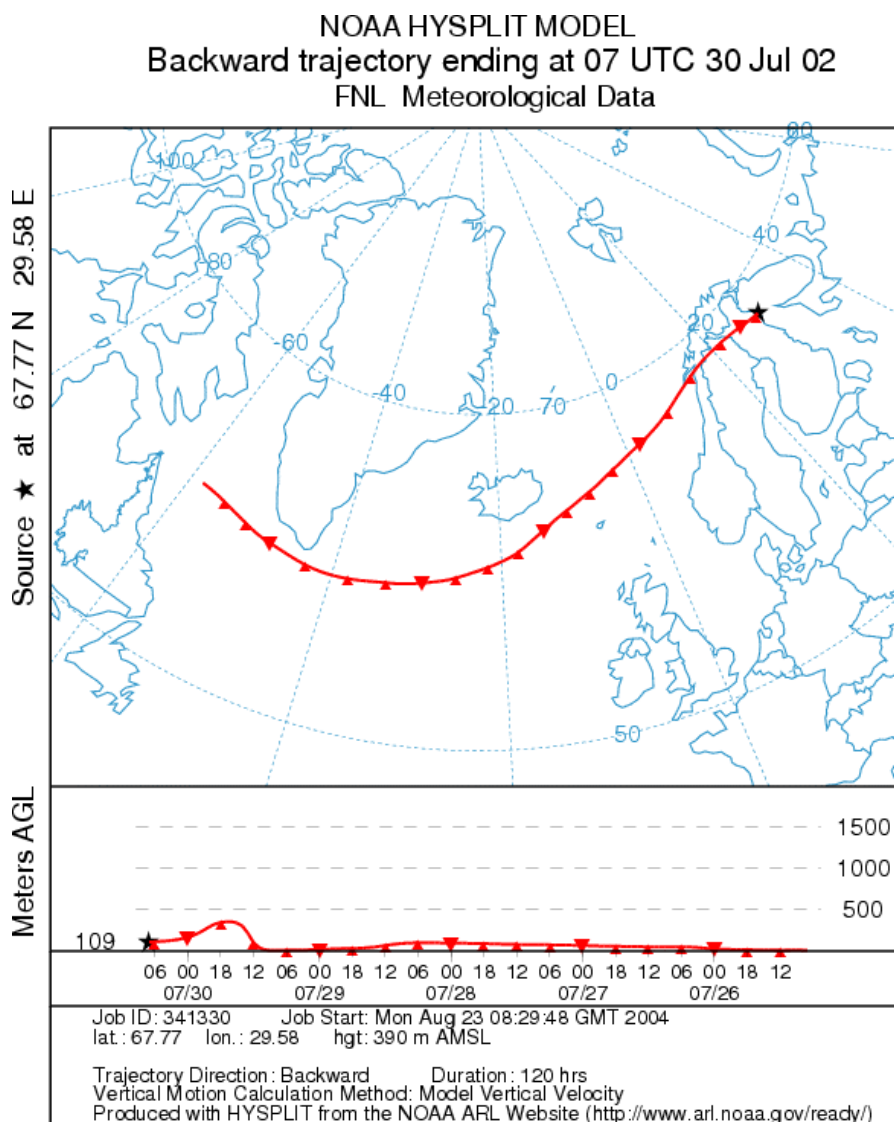 NOAA HYSPLIT MODEL
Backward trajectory ending at 07 UTC 30 Jul 02
FNL Meteorological Data
Source ★ at 67.77 N 29.58 E
-100
60
-80
40
-60
20
-40
0
-20
70
50
Meters AGL
1500
1000
500
109
06 00 18 12 06 00 18 12 06 00 18 12 06 00 18 12 06 00 18 12
07/30 07/29 07/28 07/27 07/26
Job ID: 341330 Job Start: Mon Aug 23 08:29:48 GMT 2004
lat.: 67.77 lon.: 29.58 hgt: 390 m AMSL
Trajectory Direction: Backward Duration: 120 hrs
Vertical Motion Calculation Method: Model Vertical Velocity
Produced with HYSPLIT from the NOAA ARL Website (http://www.arl.noaa.gov/ready/)